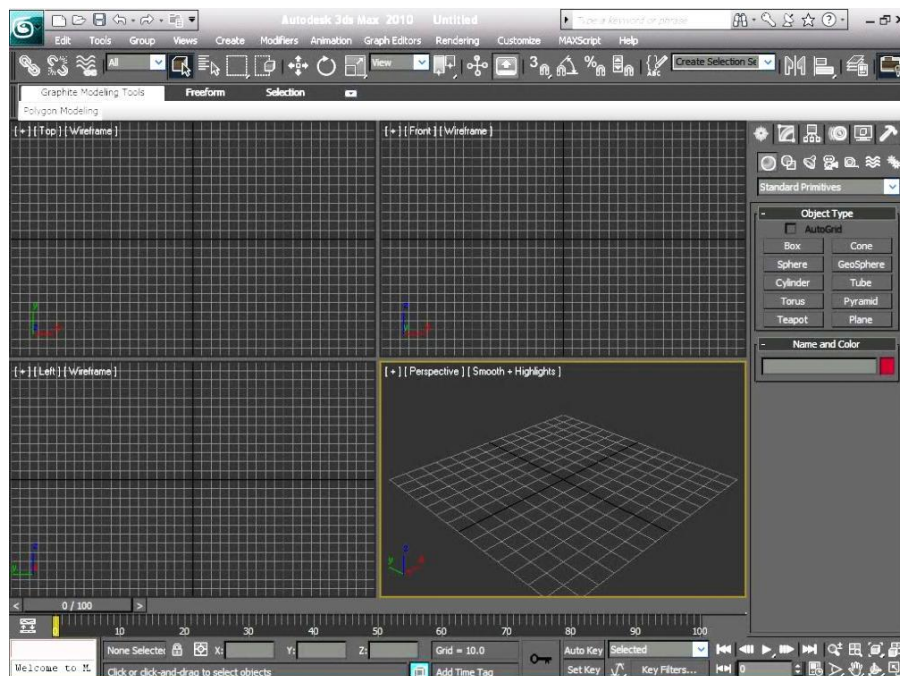 Autodesk 3ds Max 2010 Untitled
Type a keyword or phrase
Edit Tools Group Views Create Modifiers Animation Graph Editors Rendering Customize MAXScript Help
All View 3 Create Selection Se
Graphite Modeling Tools Freeform Selection
Polygon Modeling
[ + ] [ Top ] [ Wireframe ]
[ + ] [ Front ] [ Wireframe ]
Standard Primitives
- Object Type
AutoGrid
Box Cone
Sphere GeoSphere
Cylinder Tube
Torus Pyramid
Teapot Plane
- Name and Color
[ + ] [ Left ] [ Wireframe ]
[ + ] [ Perspective ] [ Smooth + Highlights ]
< 0 / 100 >
10 20 30 40 50 60 70 80 90 100
None Selected X: Y: Z: Grid = 10.0 Auto Key Selected
Welcome to M. Click or click-and-drag to select objects Add Time Tag Set Key Key Filters... 0